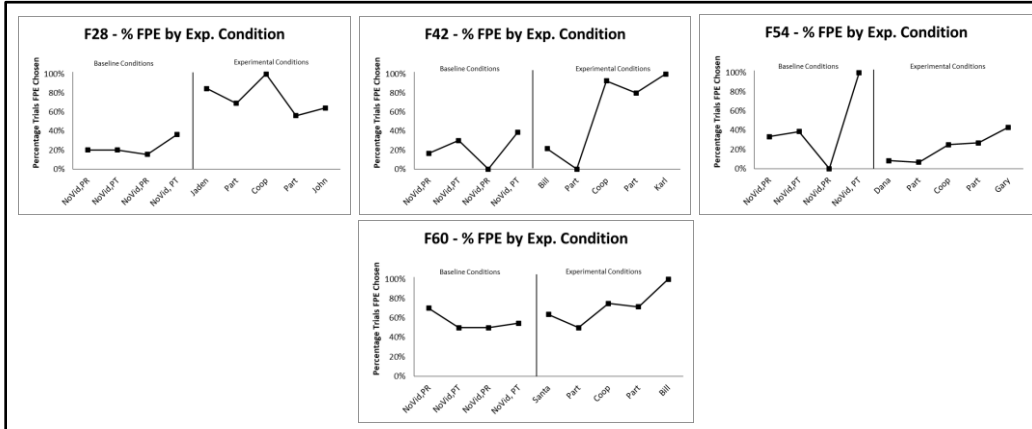 F28 - % FPE by Exp. Condition
Baseline Conditions
Experimental Conditions
Percentage Trials FPE Chosen
100%
80%
60%
40%
20%
0%
NoVid,PR
NoVid,PT
NoVid,PR
NoVid, PT
Jaden
Part
Coop
Part
John
F42 - % FPE by Exp. Condition
Baseline Conditions
Experimental Conditions
Percentage Trials FPE Chosen
100%
80%
60%
40%
20%
0%
NoVid,PR
NoVid,PT
NoVid,PR
NoVid, PT
Bill
Part
Coop
Part
Karl
F54 - % FPE by Exp. Condition
Baseline Conditions
Experimental Conditions
Percentage Trials FPE Chosen
100%
80%
60%
40%
20%
0%
NoVid,PR
NoVid,PT
NoVid,PR
NoVid, PT
Dana
Part
Coop
Part
Gary
F60 - % FPE by Exp. Condition
Baseline Conditions
Experimental Conditions
Percentage Trials FPE Chosen
100%
80%
60%
40%
20%
0%
NoVid,PR
NoVid,PT
NoVid,PR
NoVid, PT
Santa
Part
Coop
Part
Bill